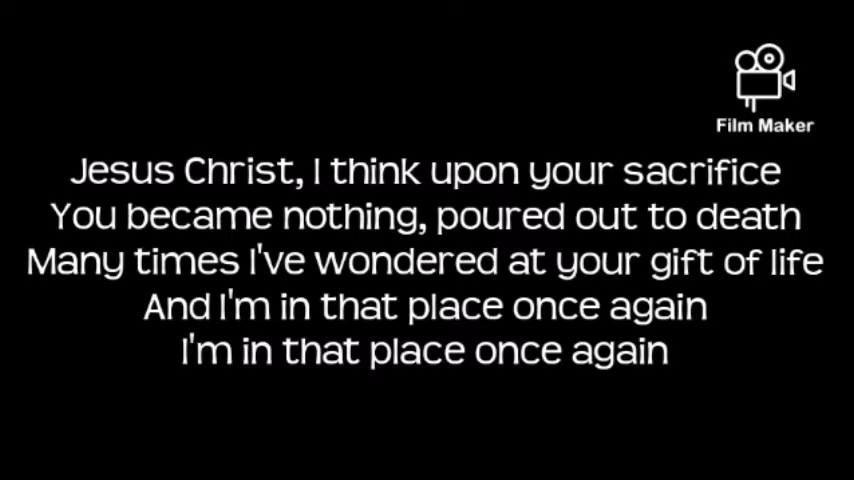 Film Maker
Jesus Christ, I think upon your sacrifice
You became nothing, poured out to death
Many times I've wondered at your gift of life
And I'm in that place once again
I'm in that place once again